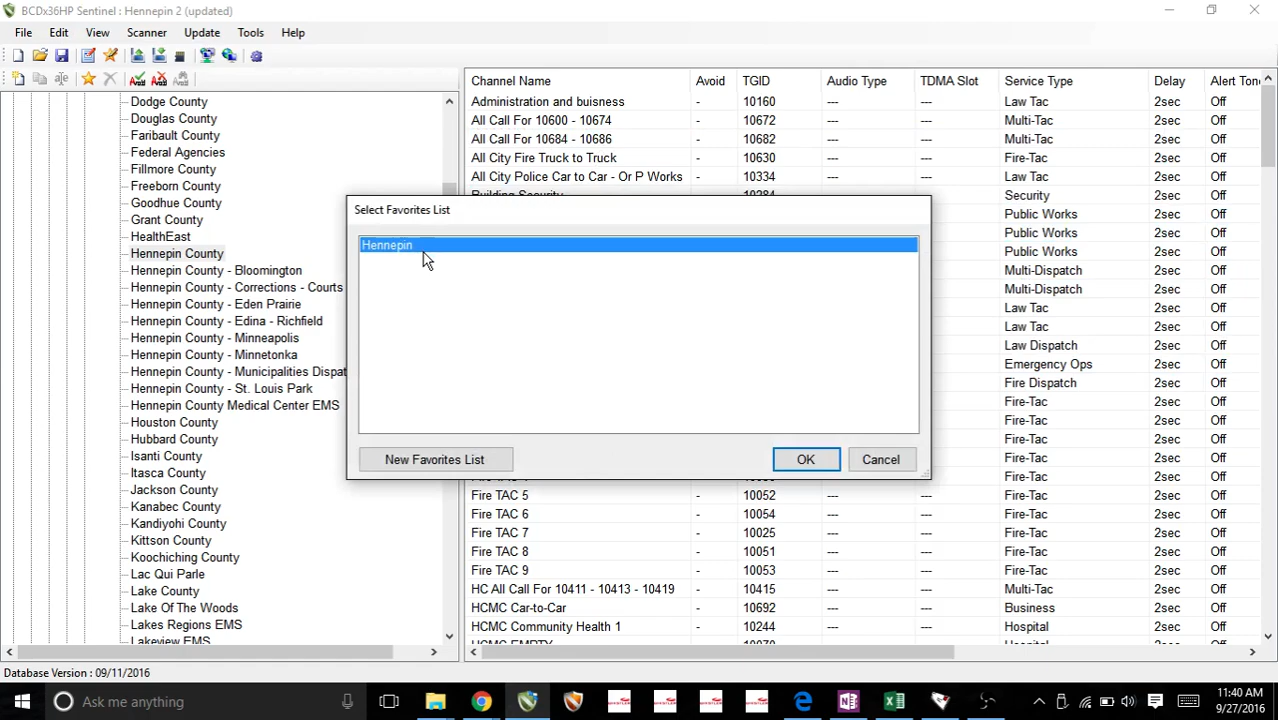 BCDx36HP Sentinel : Hennepin 2 (updated)
File Edit View Scanner Update Tools Help
Dodge County
Douglas County
Faribault County
Federal Agencies
Fillmore County
Freeborn County
Goodhue County
Grant County
HealthEast
Hennepin County
Hennepin County - Bloomington
Hennepin County - Corrections - Courts
Hennepin County - Eden Prairie
Hennepin County - Edina - Richfield
Hennepin County - Minneapolis
Hennepin County - Minnetonka
Hennepin County - Municipalities Dispat
Hennepin County - St. Louis Park
Hennepin County Medical Center EMS
Houston County
Hubbard County
Isanti County
Itasca County
Jackson County
Kanabec County
Kandiyohi County
Kittson County
Koochiching County
Lac Qui Parle
Lake County
Lake Of The Woods
Lakes Regions EMS
Lakeview EMS
Channel Name Avoid TGID Audio Type TDMA Slot Service Type Delay Alert Ton
Administration and buisness - 10160 --- --- Law Tac 2sec Off
All Call For 10600 - 10674 - 10672 --- --- Multi-Tac 2sec Off
All Call For 10684 - 10686 - 10682 --- --- Multi-Tac 2sec Off
All City Fire Truck to Truck - 10630 --- --- Fire-Tac 2sec Off
All City Police Car to Car - Or P Works - 10334 --- --- Law Tac 2sec Off
Building Security - 10284 --- --- Security 2sec Off
Public Works 2sec Off
Public Works 2sec Off
Public Works 2sec Off
Multi-Dispatch 2sec Off
Multi-Dispatch 2sec Off
Law Tac 2sec Off
Law Tac 2sec Off
Law Dispatch 2sec Off
Emergency Ops 2sec Off
Fire Dispatch 2sec Off
Fire-Tac 2sec Off
Fire-Tac 2sec Off
Fire-Tac 2sec Off
Fire-Tac 2sec Off
Fire-Tac 2sec Off
Fire TAC 5 - 10052 --- --- Fire-Tac 2sec Off
Fire TAC 6 - 10054 --- --- Fire-Tac 2sec Off
Fire TAC 7 - 10025 --- --- Fire-Tac 2sec Off
Fire TAC 8 - 10051 --- --- Fire-Tac 2sec Off
Fire TAC 9 - 10053 --- --- Fire-Tac 2sec Off
HC All Call For 10411 - 10413 - 10419 - 10415 --- --- Multi-Tac 2sec Off
HCMC Car-to-Car - 10692 --- --- Business 2sec Off
HCMC Community Health 1 - 10244 --- --- Hospital 2sec Off
HCMC EMPTY - --- --- Hospital 2sec Off
Select Favorites List
Hennepin
New Favorites List OK Cancel
Database Version : 09/11/2016
Ask me anything
11:40 AM
9/27/2016